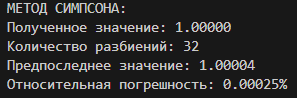 МЕТОД СИМПСОНА:
Полученное значение: 1.00000
Количество разбиений: 32
Предпоследнее значение: 1.00004
Относительная погрешность: 0.00025%